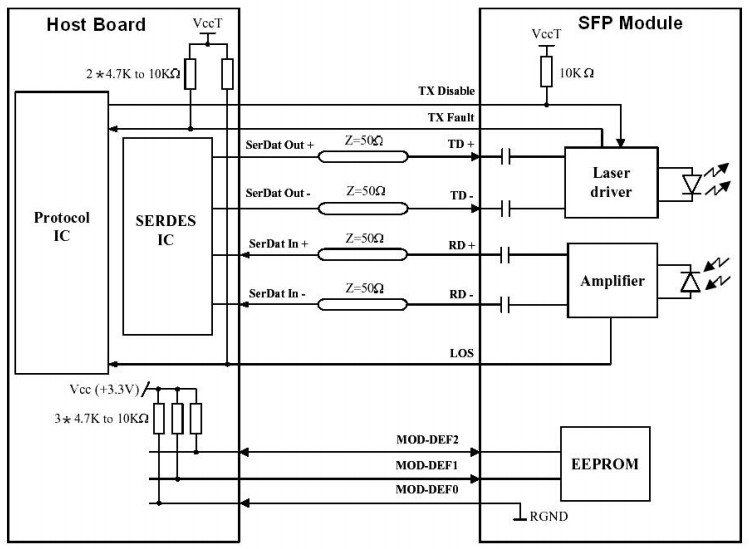 Host Board
SFP Module
VccT
VccT
2*4.7K to 10KΩ
10KΩ
TX Disable
TX Fault
SerDat Out +
Z=50Ω
TD +
SerDat Out -
Z=50Ω
TD -
Laser
driver
Protocol
IC
SERDES
IC
SerDat In +
Z=50Ω
RD +
Amplifier
SerDat In -
Z=50Ω
RD -
LOS
Vcc (+3.3V)
3*4.7K to 10KΩ
MOD-DEF2
MOD-DEF1
MOD-DEF0
EEPROM
RGND